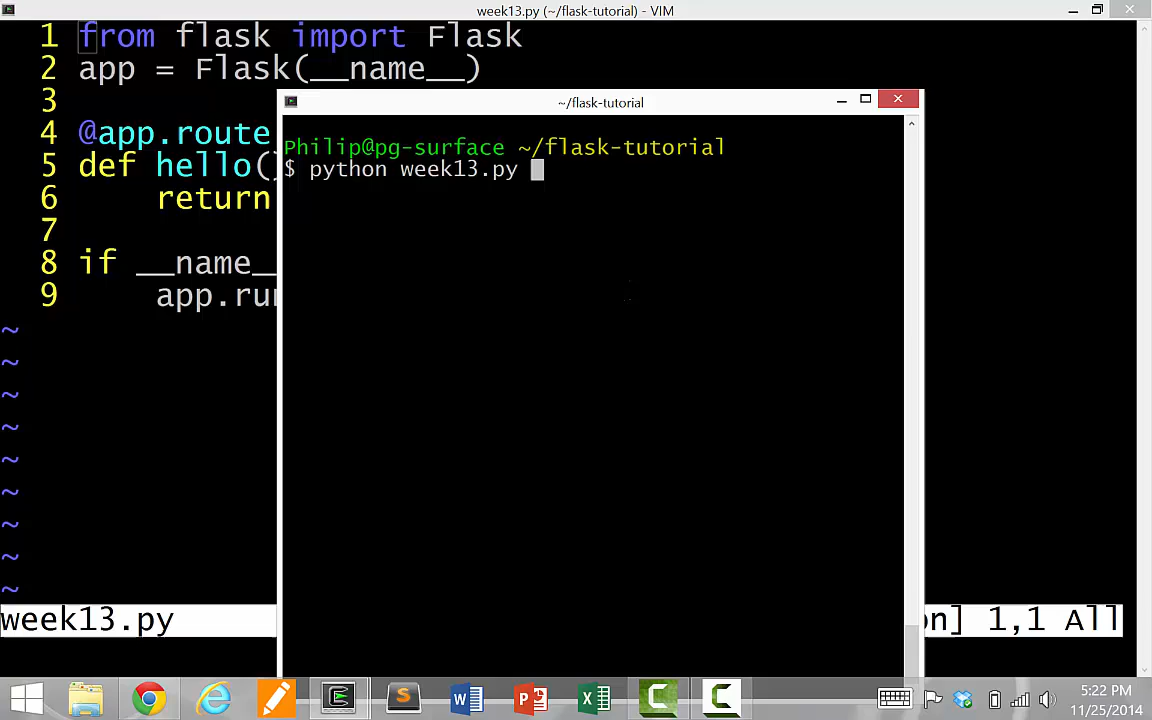 week13.py (~/flask-tutorial) - VIM
1 from flask import Flask
2 app = Flask(__name__)
3
4 @app.route
5 def hello(
6 return
7
8 if __name_
9 app.run
~
~
~
~
~
~
~
~
~
week13.py
on] 1,1 All
~/flask-tutorial
Philip@pg-surface ~/flask-tutorial
$ python week13.py
5:22 PM
11/25/2014